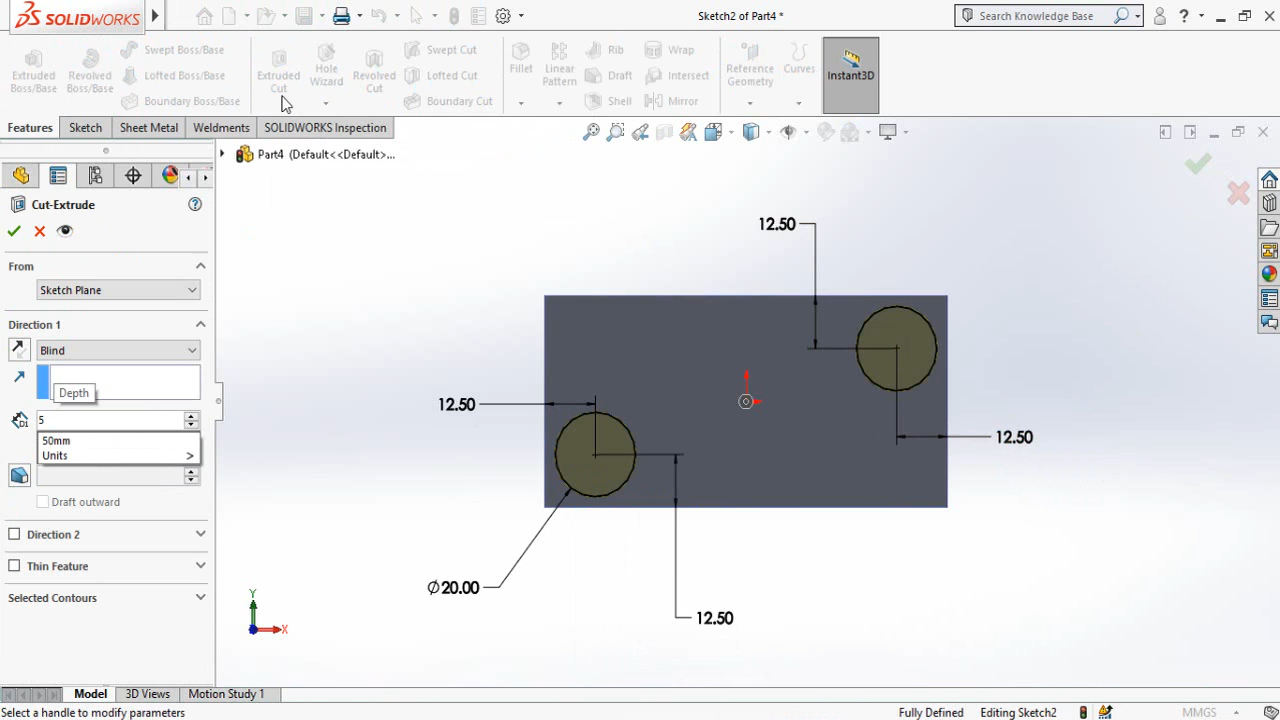 SOLIDWORKS
Sketch2 of Part4 *
Search Knowledge Base
?
Extruded Boss/Base
Revolved Boss/Base
Swept Boss/Base
Lofted Boss/Base
Boundary Boss/Base
Extruded Cut
Hole Wizard
Revolved Cut
Swept Cut
Lofted Cut
Boundary Cut
Fillet
Linear Pattern
Rib
Draft
Shell
Wrap
Intersect
Mirror
Reference Geometry
Curves
Instant3D
Features
Sketch
Sheet Metal
Weldments
SOLIDWORKS Inspection
Part4 (Default<<Default>...
Cut-Extrude
?
From
Sketch Plane
Direction 1
Blind
Depth
D1
5
50mm
Units >
Draft outward
Direction 2
Thin Feature
Selected Contours
12.50
12.50
12.50
Ø20.00
12.50
Y
X
Model
3D Views
Motion Study 1
Select a handle to modify parameters
Fully Defined
Editing Sketch2
MMGS